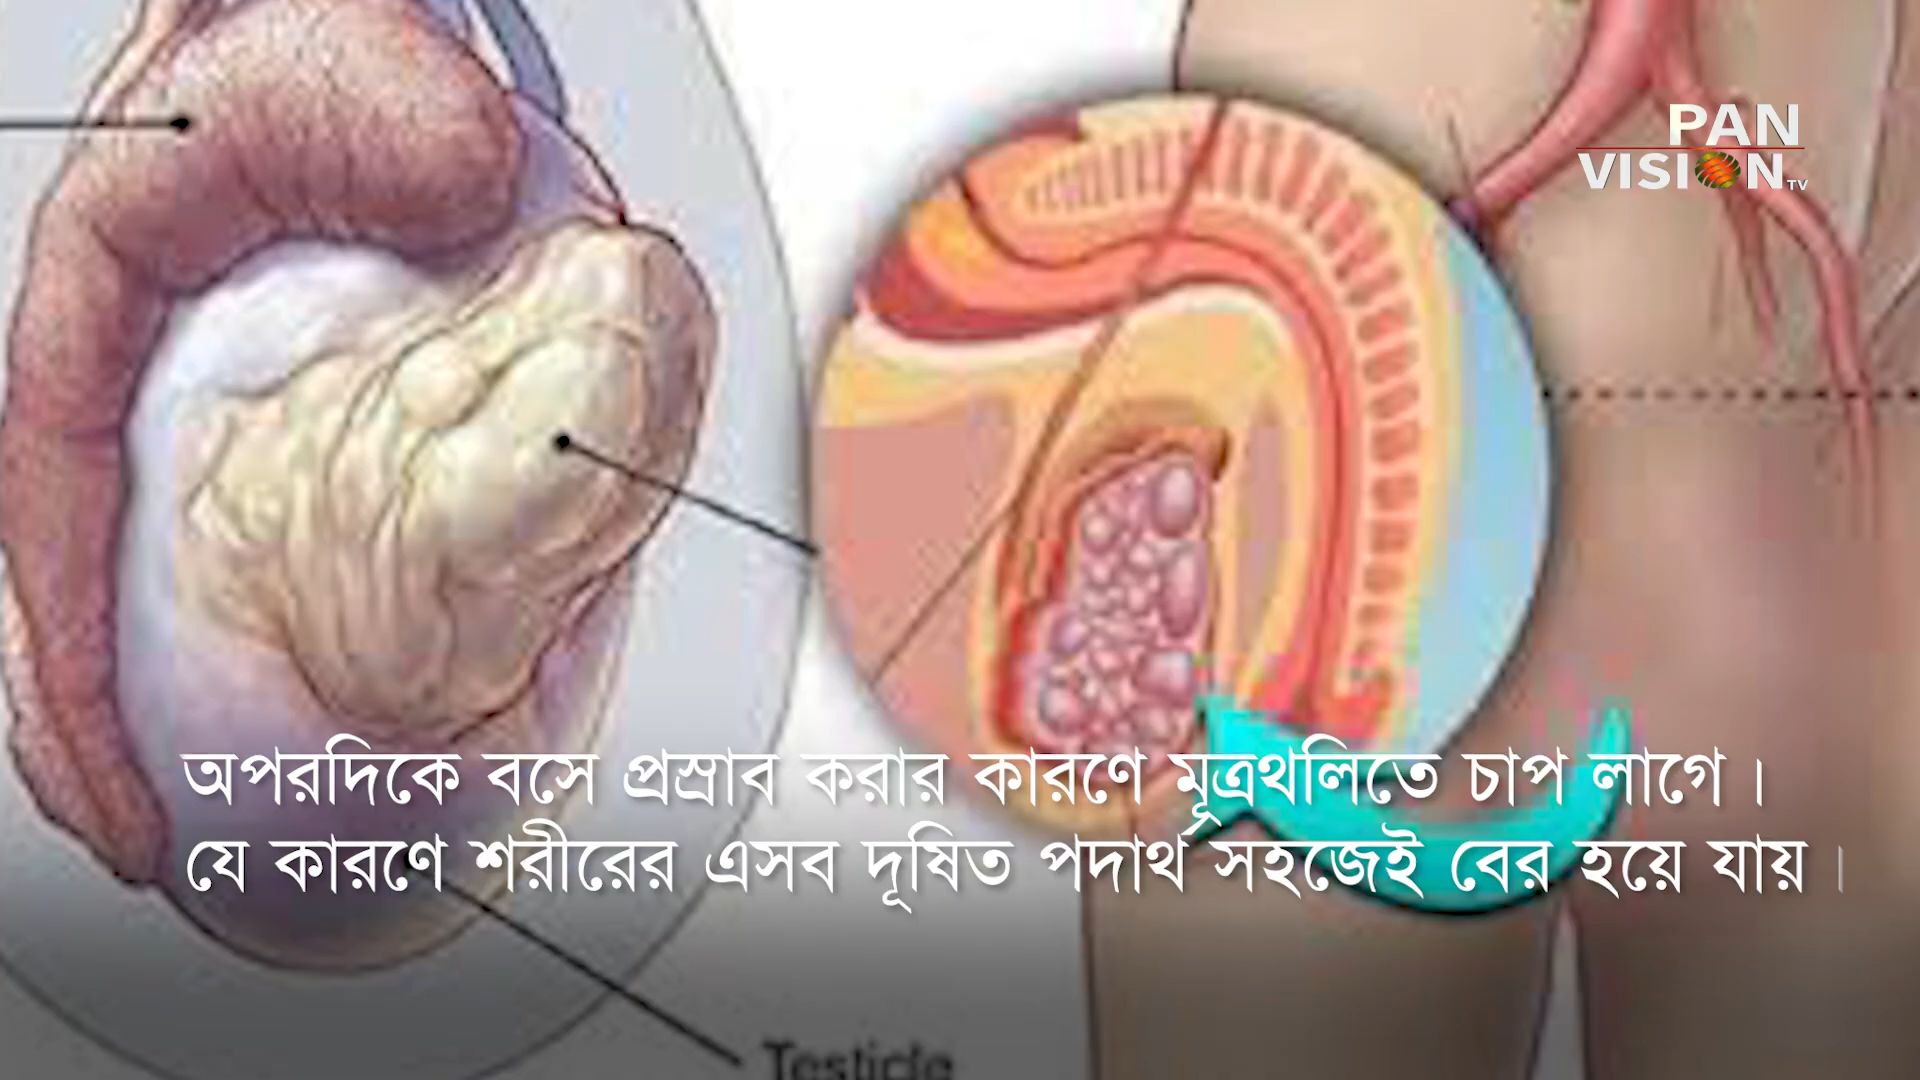 PAN
VISION TV
অপরদিকে বসে প্রস্রাব করার কারণে মূত্রথলিতে চাপ লাগে।
যে কারণে শরীরের এসব দূষিত পদার্থ সহজেই বের হয়ে যায়।
Testicle